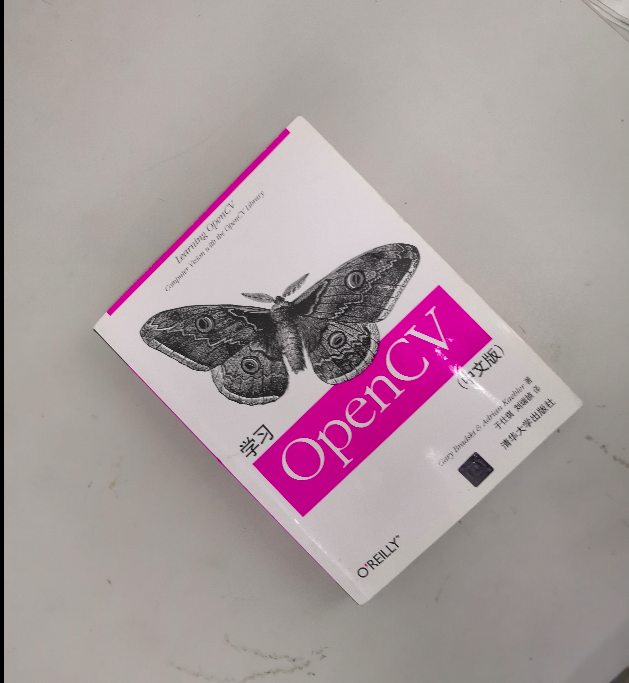 Learning OpenCV
Computer Vision with the OpenCV Library
学习
OpenCV
(中文版)
Gary Bradski & Adrian Kaehler 著
于仕琪 刘瑞祯 译
清华大学出版社
O'REILLY™